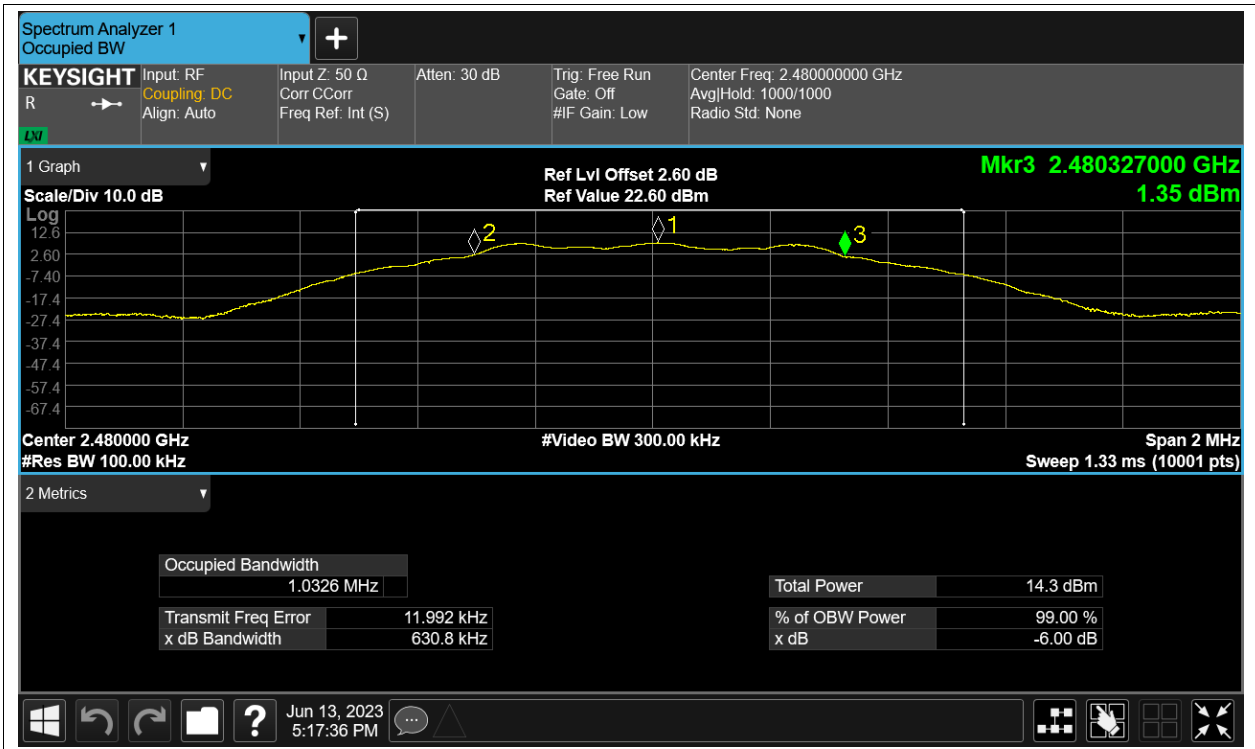 Spectrum Analyzer 1
Occupied BW
KEYSIGHT
R
LXI
Input: RF
Coupling: DC
Align: Auto
Input Z: 50 Ω
Corr CCorr
Freq Ref: Int (S)
Atten: 30 dB
Trig: Free Run
Gate: Off
#IF Gain: Low
Center Freq: 2.480000000 GHz
Avg|Hold: 1000/1000
Radio Std: None
1 Graph
Scale/Div 10.0 dB
Ref Lvl Offset 2.60 dB
Ref Value 22.60 dBm
Mkr3 2.480327000 GHz
1.35 dBm
Log
12.6
2.60
-7.40
-17.4
-27.4
-37.4
-47.4
-57.4
-67.4
2
1
3
Center 2.480000 GHz
#Res BW 100.00 kHz
#Video BW 300.00 kHz
Span 2 MHz
Sweep 1.33 ms (10001 pts)
2 Metrics
Occupied Bandwidth
1.0326 MHz
Transmit Freq Error 11.992 kHz
x dB Bandwidth 630.8 kHz
Total Power 14.3 dBm
% of OBW Power 99.00 %
x dB -6.00 dB
?
Jun 13, 2023
5:17:36 PM